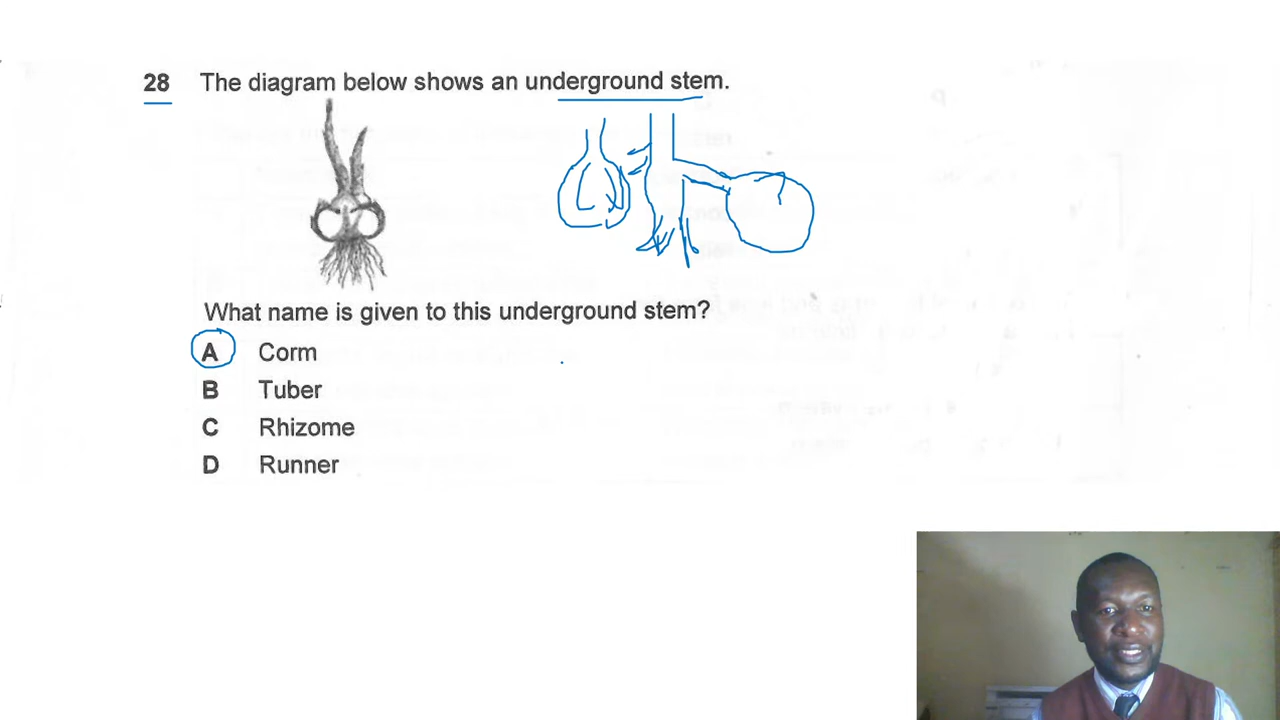 28 The diagram below shows an underground stem.
What name is given to this underground stem?
A Corm
B Tuber
C Rhizome
D Runner